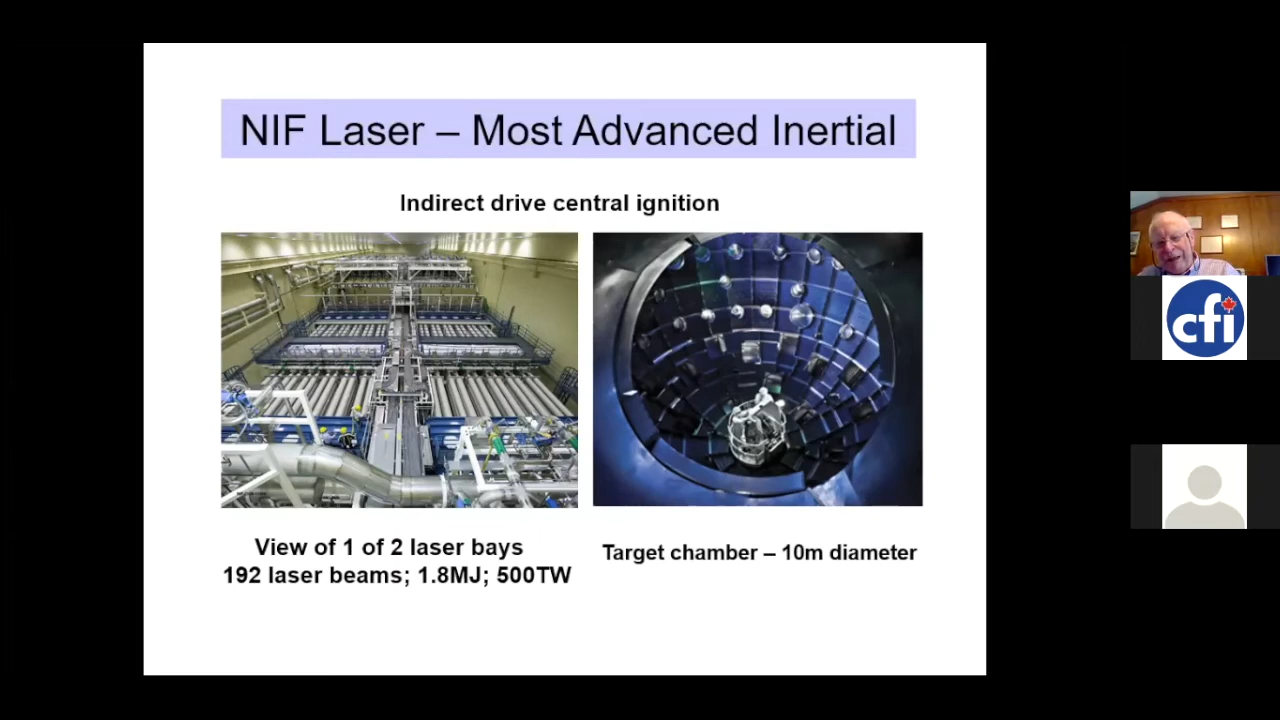 NIF Laser – Most Advanced Inertial
Indirect drive central ignition
View of 1 of 2 laser bays
192 laser beams; 1.8MJ; 500TW
Target chamber – 10m diameter
cfi